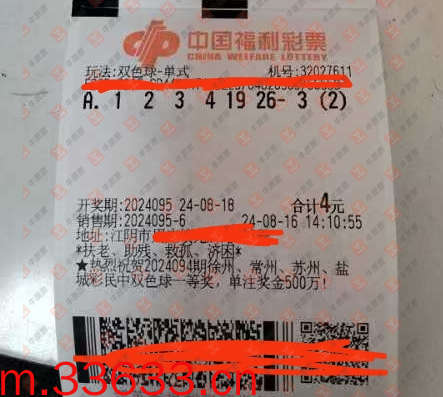 中国福利彩票
CHINA WELFARE LOTTERY
玩法:双色球-单式 机号:32027611
A. 1 2 3 4 19 26- 3 (2)
开奖期:2024095 24-08-18 合计4元
销售期:2024095-6 24-08-16 14:10:55
地址:江阴市
*扶老、助残、救孤、济困*
★热烈祝贺2024094期徐州、常州、苏州、盐
城彩民中双色球一等奖,单注奖金500万!
m.33633.cn